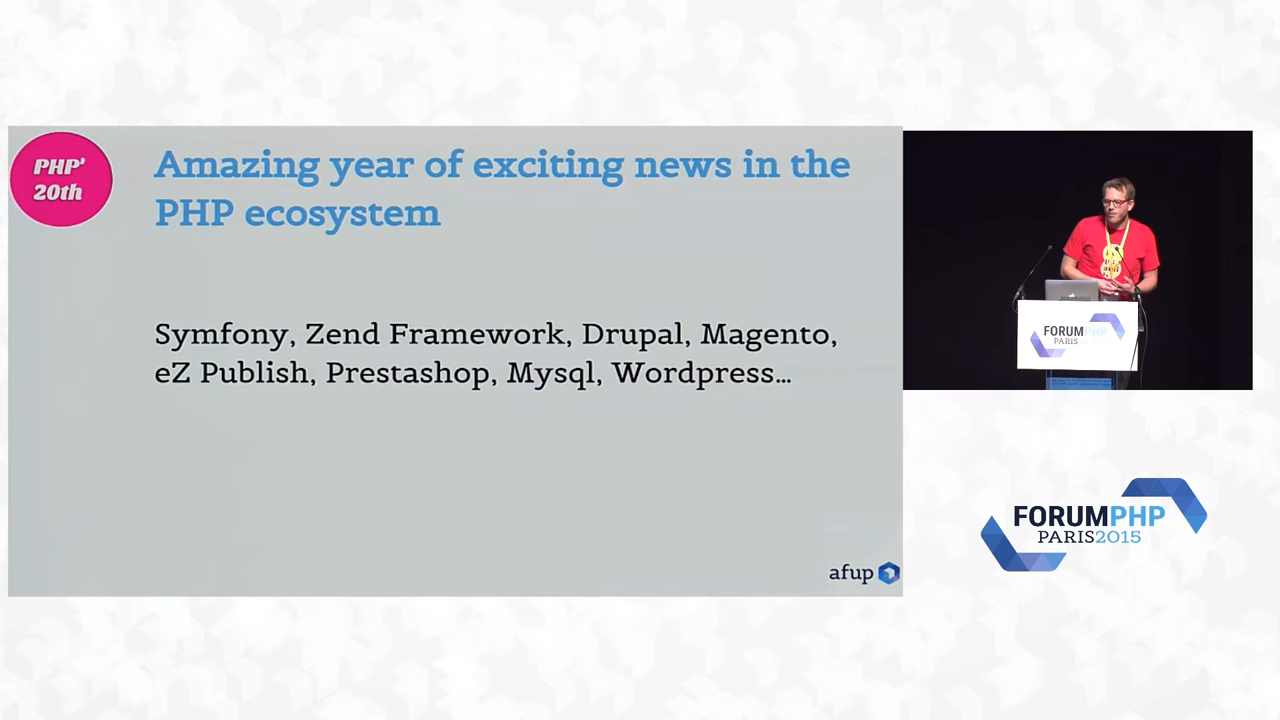 PHP'
20th
Amazing year of exciting news in the
PHP ecosystem
Symfony, Zend Framework, Drupal, Magento,
eZ Publish, Prestashop, Mysql, Wordpress…
afup
FORUMPHP
PARIS
FORUMPHP
PARIS2015